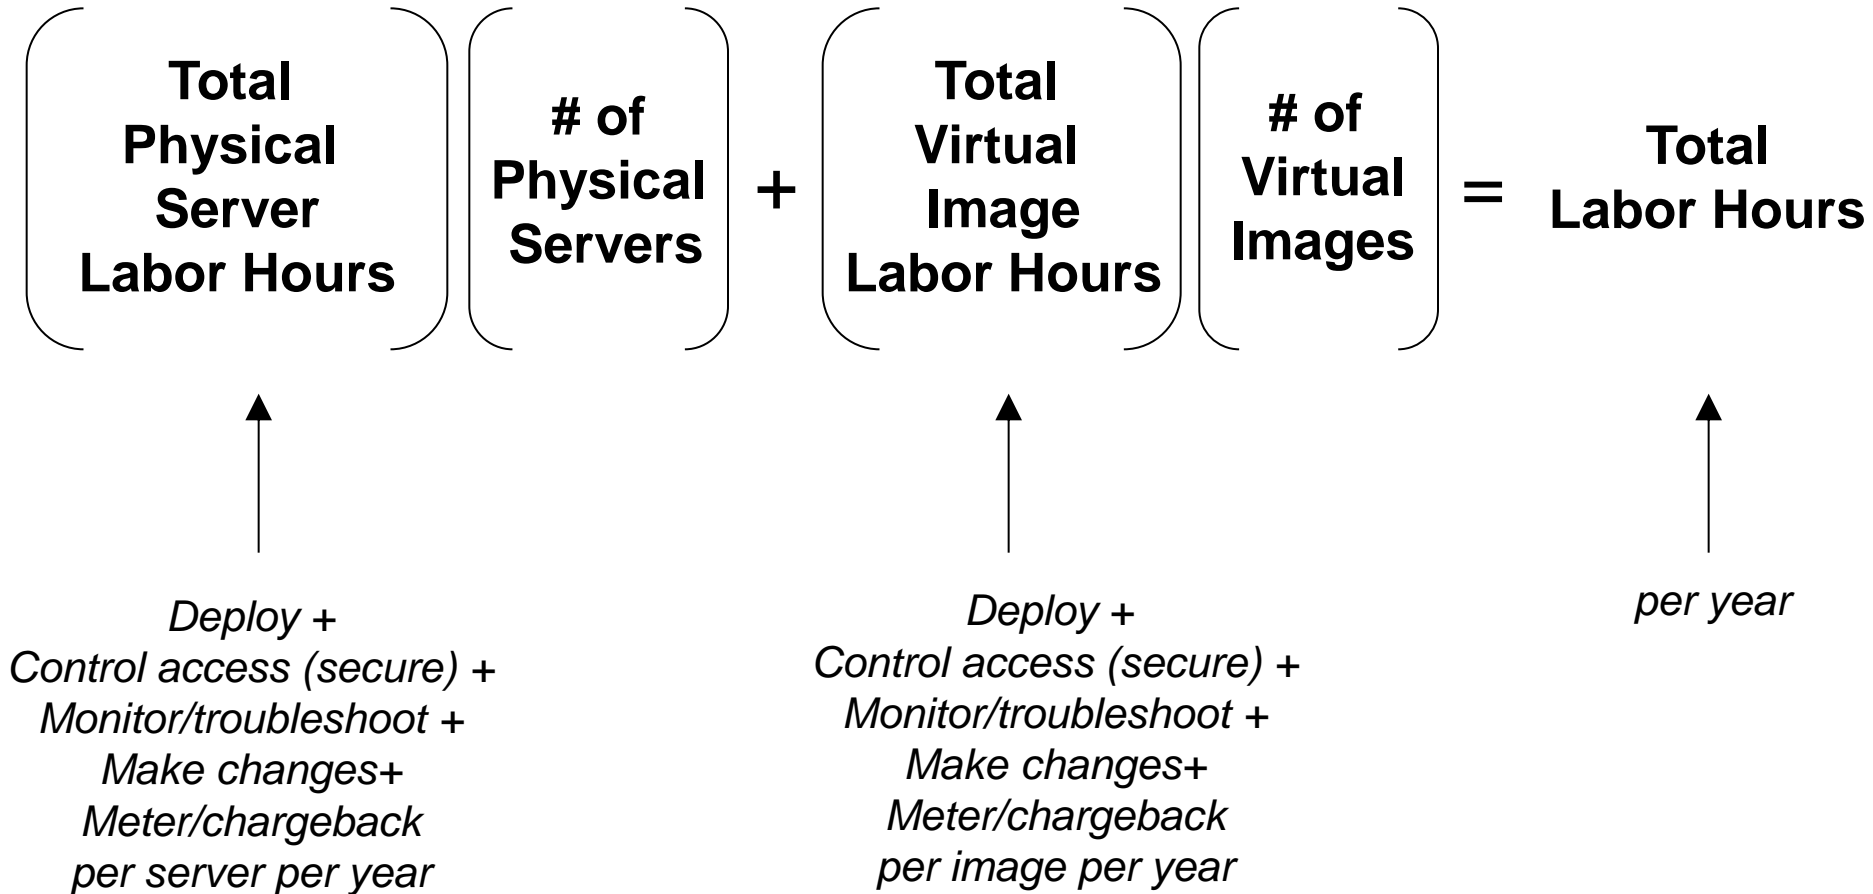 Total
Physical
Server
Labor Hours
# of
Physical
Servers
+
Total
Virtual
Image
Labor Hours
# of
Virtual
Images
=
Total
Labor Hours
Deploy +
Control access (secure) +
Monitor/troubleshoot +
Make changes+
Meter/chargeback
per server per year
Deploy +
Control access (secure) +
Monitor/troubleshoot +
Make changes+
Meter/chargeback
per image per year
per year